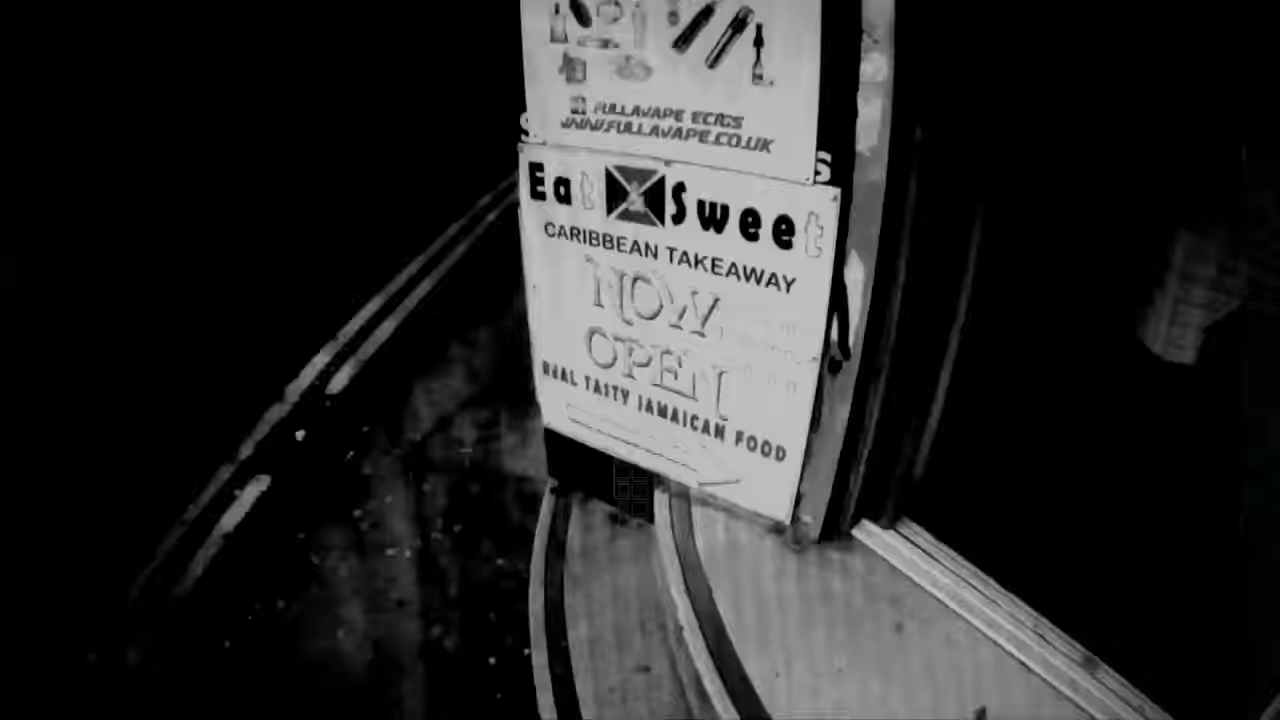 FULLAVAPE ECIGS
WWW.FULLAVAPE.CO.UK
S
S
Eat & Sweet
CARIBBEAN TAKEAWAY
NOW
OPEN
REAL TASTY JAMAICAN FOOD